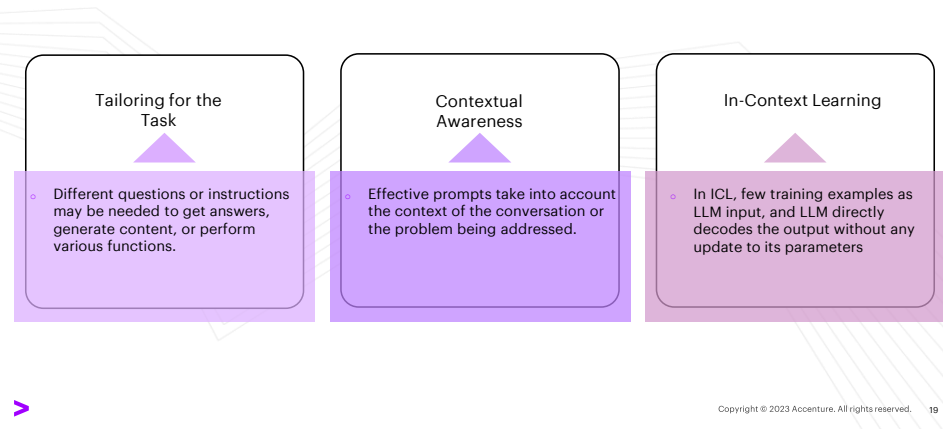 Tailoring for the
Task
Different questions or instructions
may be needed to get answers,
generate content, or perform
various functions.
Contextual
Awareness
Effective prompts take into account
the context of the conversation or
the problem being addressed.
In-Context Learning
In ICL, few training examples as
LLM input, and LLM directly
decodes the output without any
update to its parameters
Copyright © 2023 Accenture. All rights reserved.
19